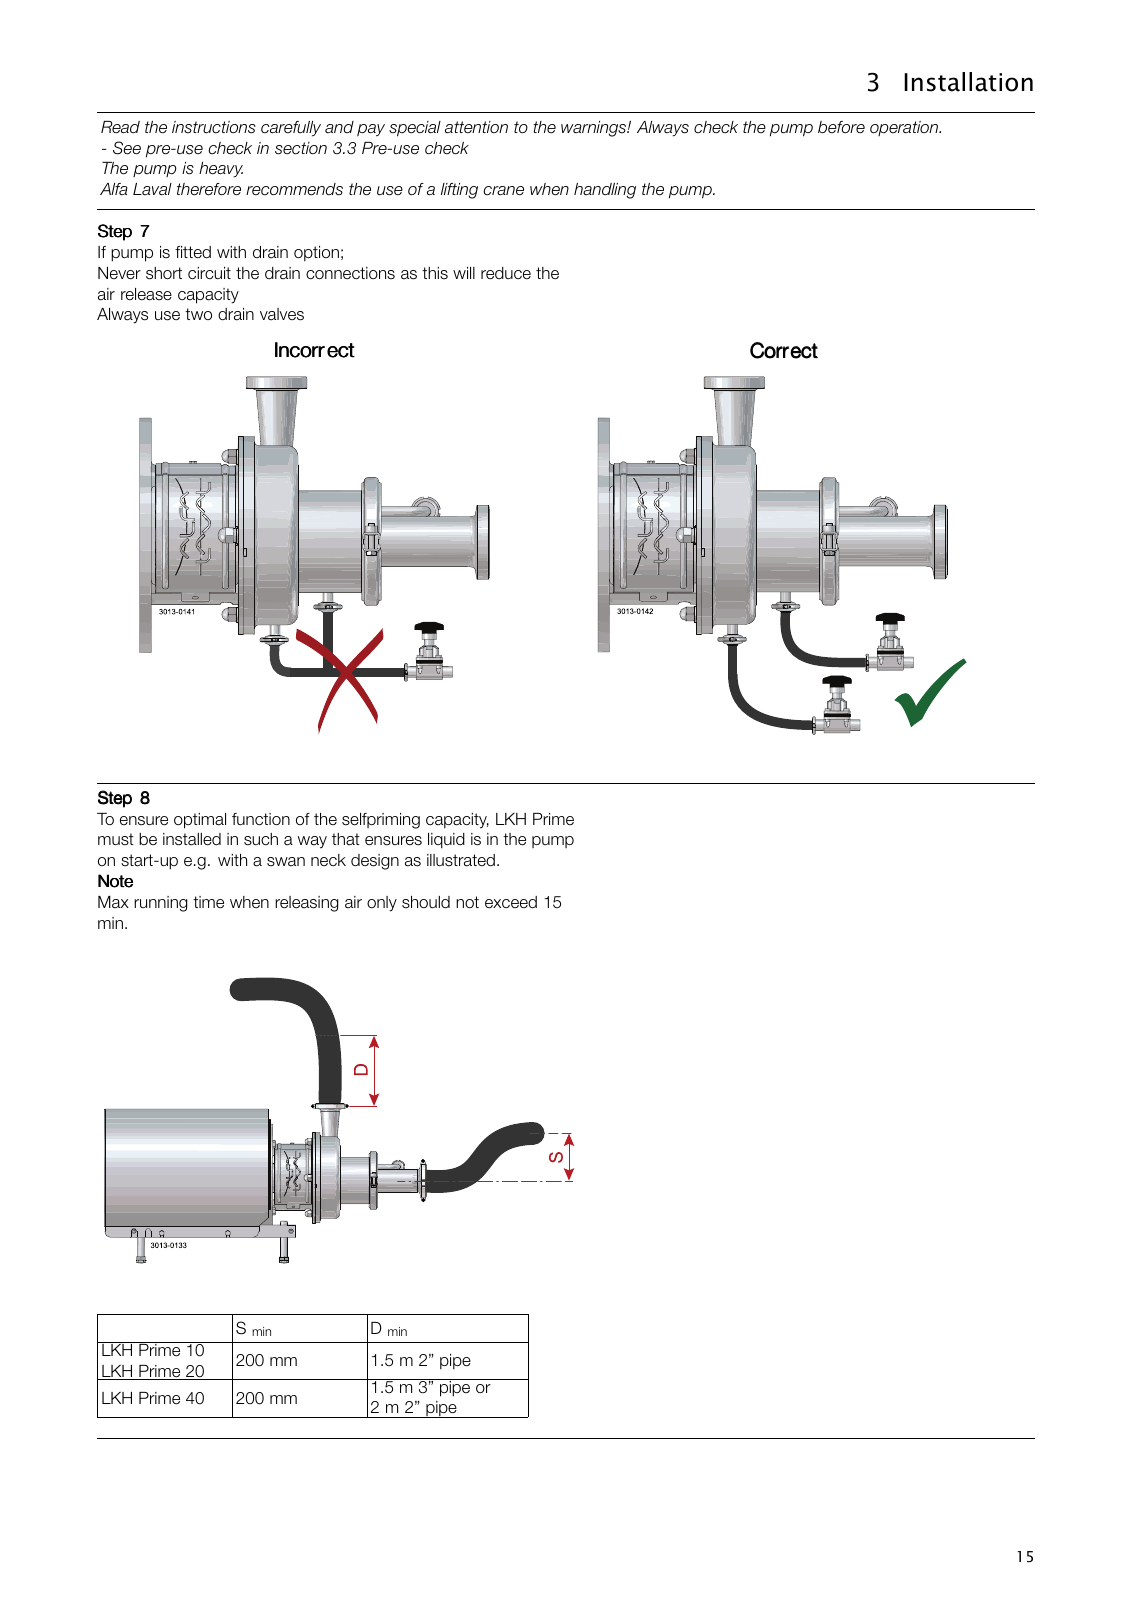 3 Installation
Read the instructions carefully and pay special attention to the warnings! Always check the pump before operation.
- See pre-use check in section 3.3 Pre-use check
The pump is heavy.
Alfa Laval therefore recommends the use of a lifting crane when handling the pump.
Step 7
If pump is fitted with drain option;
Never short circuit the drain connections as this will reduce the
air release capacity
Always use two drain valves
Incorrect
Correct
ALFA
LAVAL
3013-0141
ALFA
LAVAL
3013-0142
Step 8
To ensure optimal function of the selfpriming capacity, LKH Prime
must be installed in such a way that ensures liquid is in the pump
on start-up e.g. with a swan neck design as illustrated.
Note
Max running time when releasing air only should not exceed 15
min.
D
S
ALFA
LAVAL
3013-0133
S min D min
LKH Prime 10
LKH Prime 20
200 mm 1.5 m 2” pipe
LKH Prime 40 200 mm
1.5 m 3” pipe or
2 m 2” pipe
15